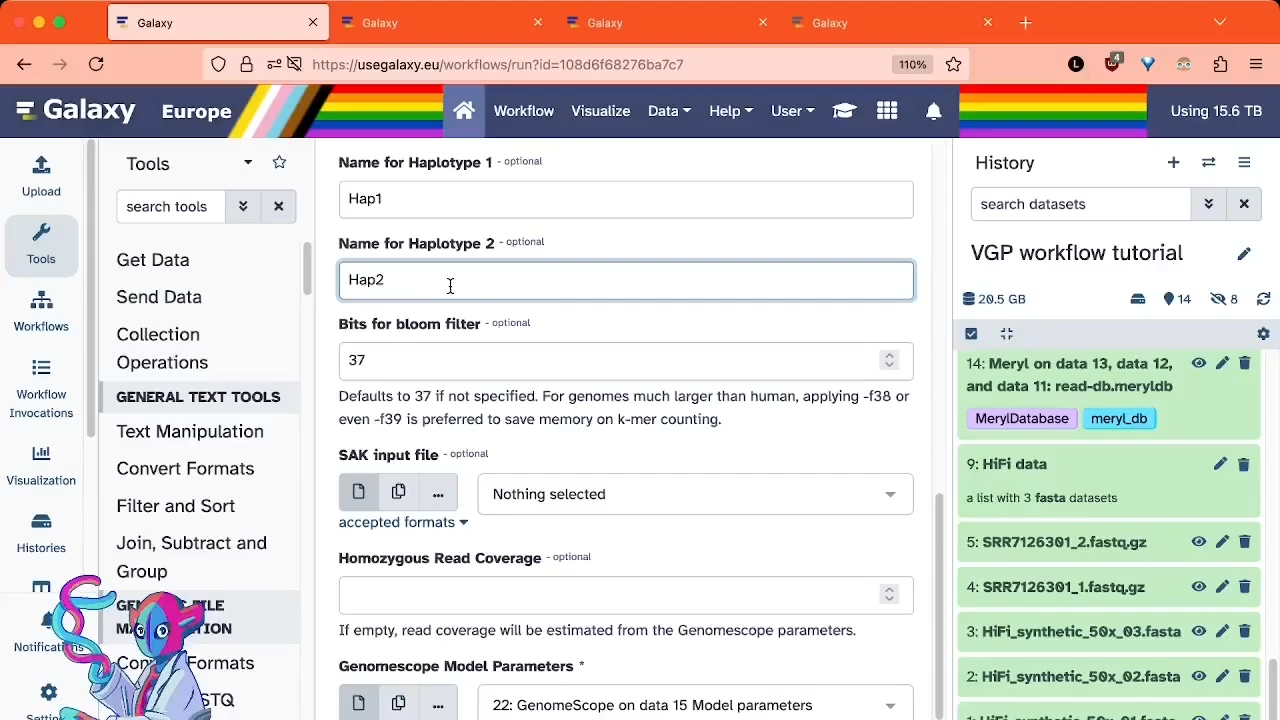 Galaxy
Galaxy
Galaxy
Galaxy
https://usegalaxy.eu/workflows/run?id=108d6f68276ba7c7
110%
L
4
Galaxy Europe
Workflow
Visualize
Data
Help
User
Using 15.6 TB
Upload
Tools
Workflows
Workflow
Invocations
Visualization
Histories
Tools
search tools
Get Data
Send Data
Collection
Operations
GENERAL TEXT TOOLS
Text Manipulation
Convert Formats
Filter and Sort
Join, Subtract and
Group
Name for Haplotype 1 - optional
Hap1
Name for Haplotype 2 - optional
Hap2
Bits for bloom filter - optional
37
Defaults to 37 if not specified. For genomes much larger than human, applying -f38 or
even -f39 is preferred to save memory on k-mer counting.
SAK input file - optional
Nothing selected
accepted formats
Homozygous Read Coverage - optional
If empty, read coverage will be estimated from the Genomescope parameters.
Genomescope Model Parameters *
22: GenomeScope on data 15 Model parameters
History
search datasets
VGP workflow tutorial
20.5 GB
14
8
14: Meryl on data 13, data 12,
and data 11: read-db.meryldb
MerylDatabase
meryl_db
9: HiFi data
a list with 3 fasta datasets
5: SRR7126301_2.fastq.gz
4: SRR7126301_1.fastq.gz
3: HiFi_synthetic_50x_03.fasta
2: HiFi_synthetic_50x_02.fasta